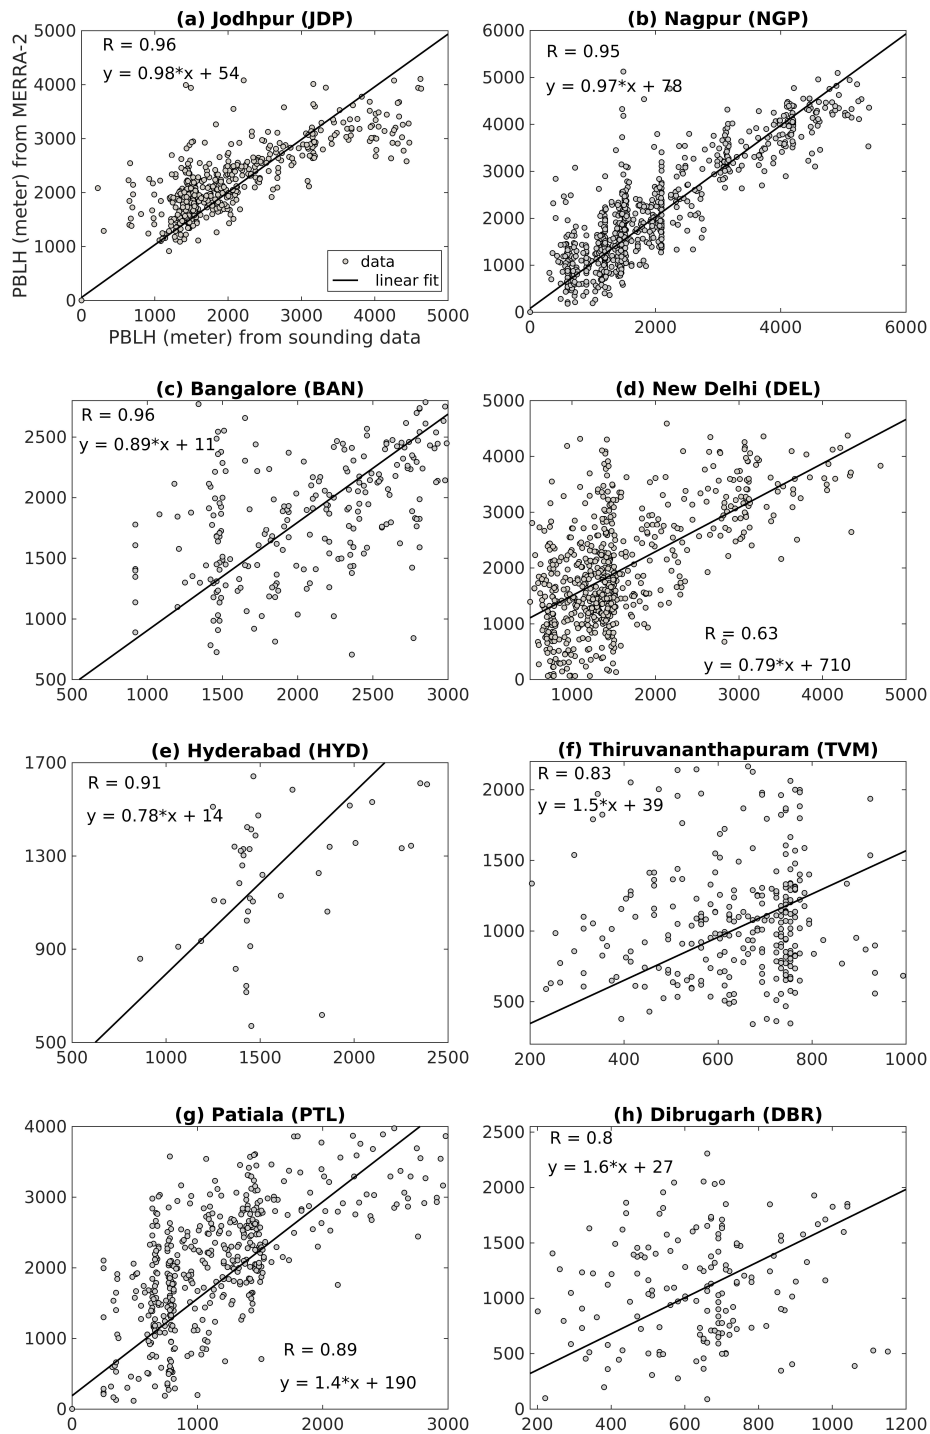 (a) Jodhpur (JDP)
R = 0.96
y = 0.98*x + 54
5000
4000
3000
2000
1000
0
PBLH (meter) from MERRA-2
data
linear fit
0 1000 2000 3000 4000 5000
PBLH (meter) from sounding data
(b) Nagpur (NGP)
R = 0.95
y = 0.97*x + 78
6000
5000
4000
3000
2000
1000
0
0 2000 4000 6000
(c) Bangalore (BAN)
R = 0.96
y = 0.89*x + 11
2500
2000
1500
1000
500
500 1000 1500 2000 2500 3000
(d) New Delhi (DEL)
5000
4000
3000
2000
1000
0
R = 0.63
y = 0.79*x + 710
1000 2000 3000 4000 5000
(e) Hyderabad (HYD)
R = 0.91
y = 0.78*x + 14
1700
1300
900
500
500 1000 1500 2000 2500
(f) Thiruvananthapuram (TVM)
R = 0.83
y = 1.5*x + 39
2000
1500
1000
500
200 400 600 800 1000
(g) Patiala (PTL)
4000
3000
2000
1000
0
R = 0.89
y = 1.4*x + 190
0 1000 2000 3000
(h) Dibrugarh (DBR)
R = 0.8
y = 1.6*x + 27
2500
2000
1500
1000
500
0
200 400 600 800 1000 1200